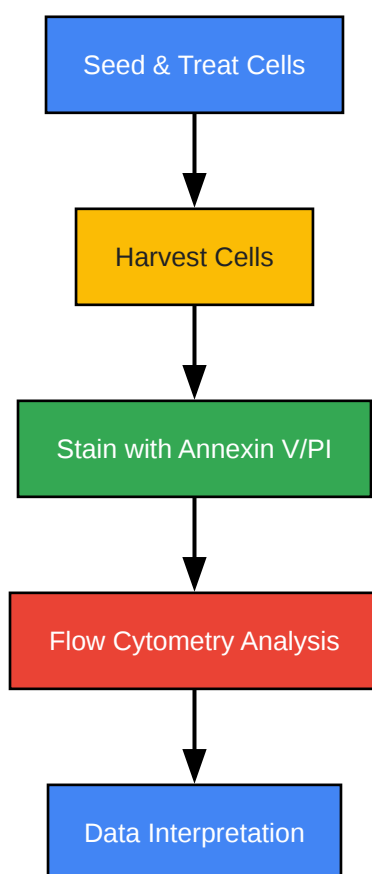 Seed & Treat Cells
Harvest Cells
Stain with Annexin V/PI
Flow Cytometry Analysis
Data Interpretation